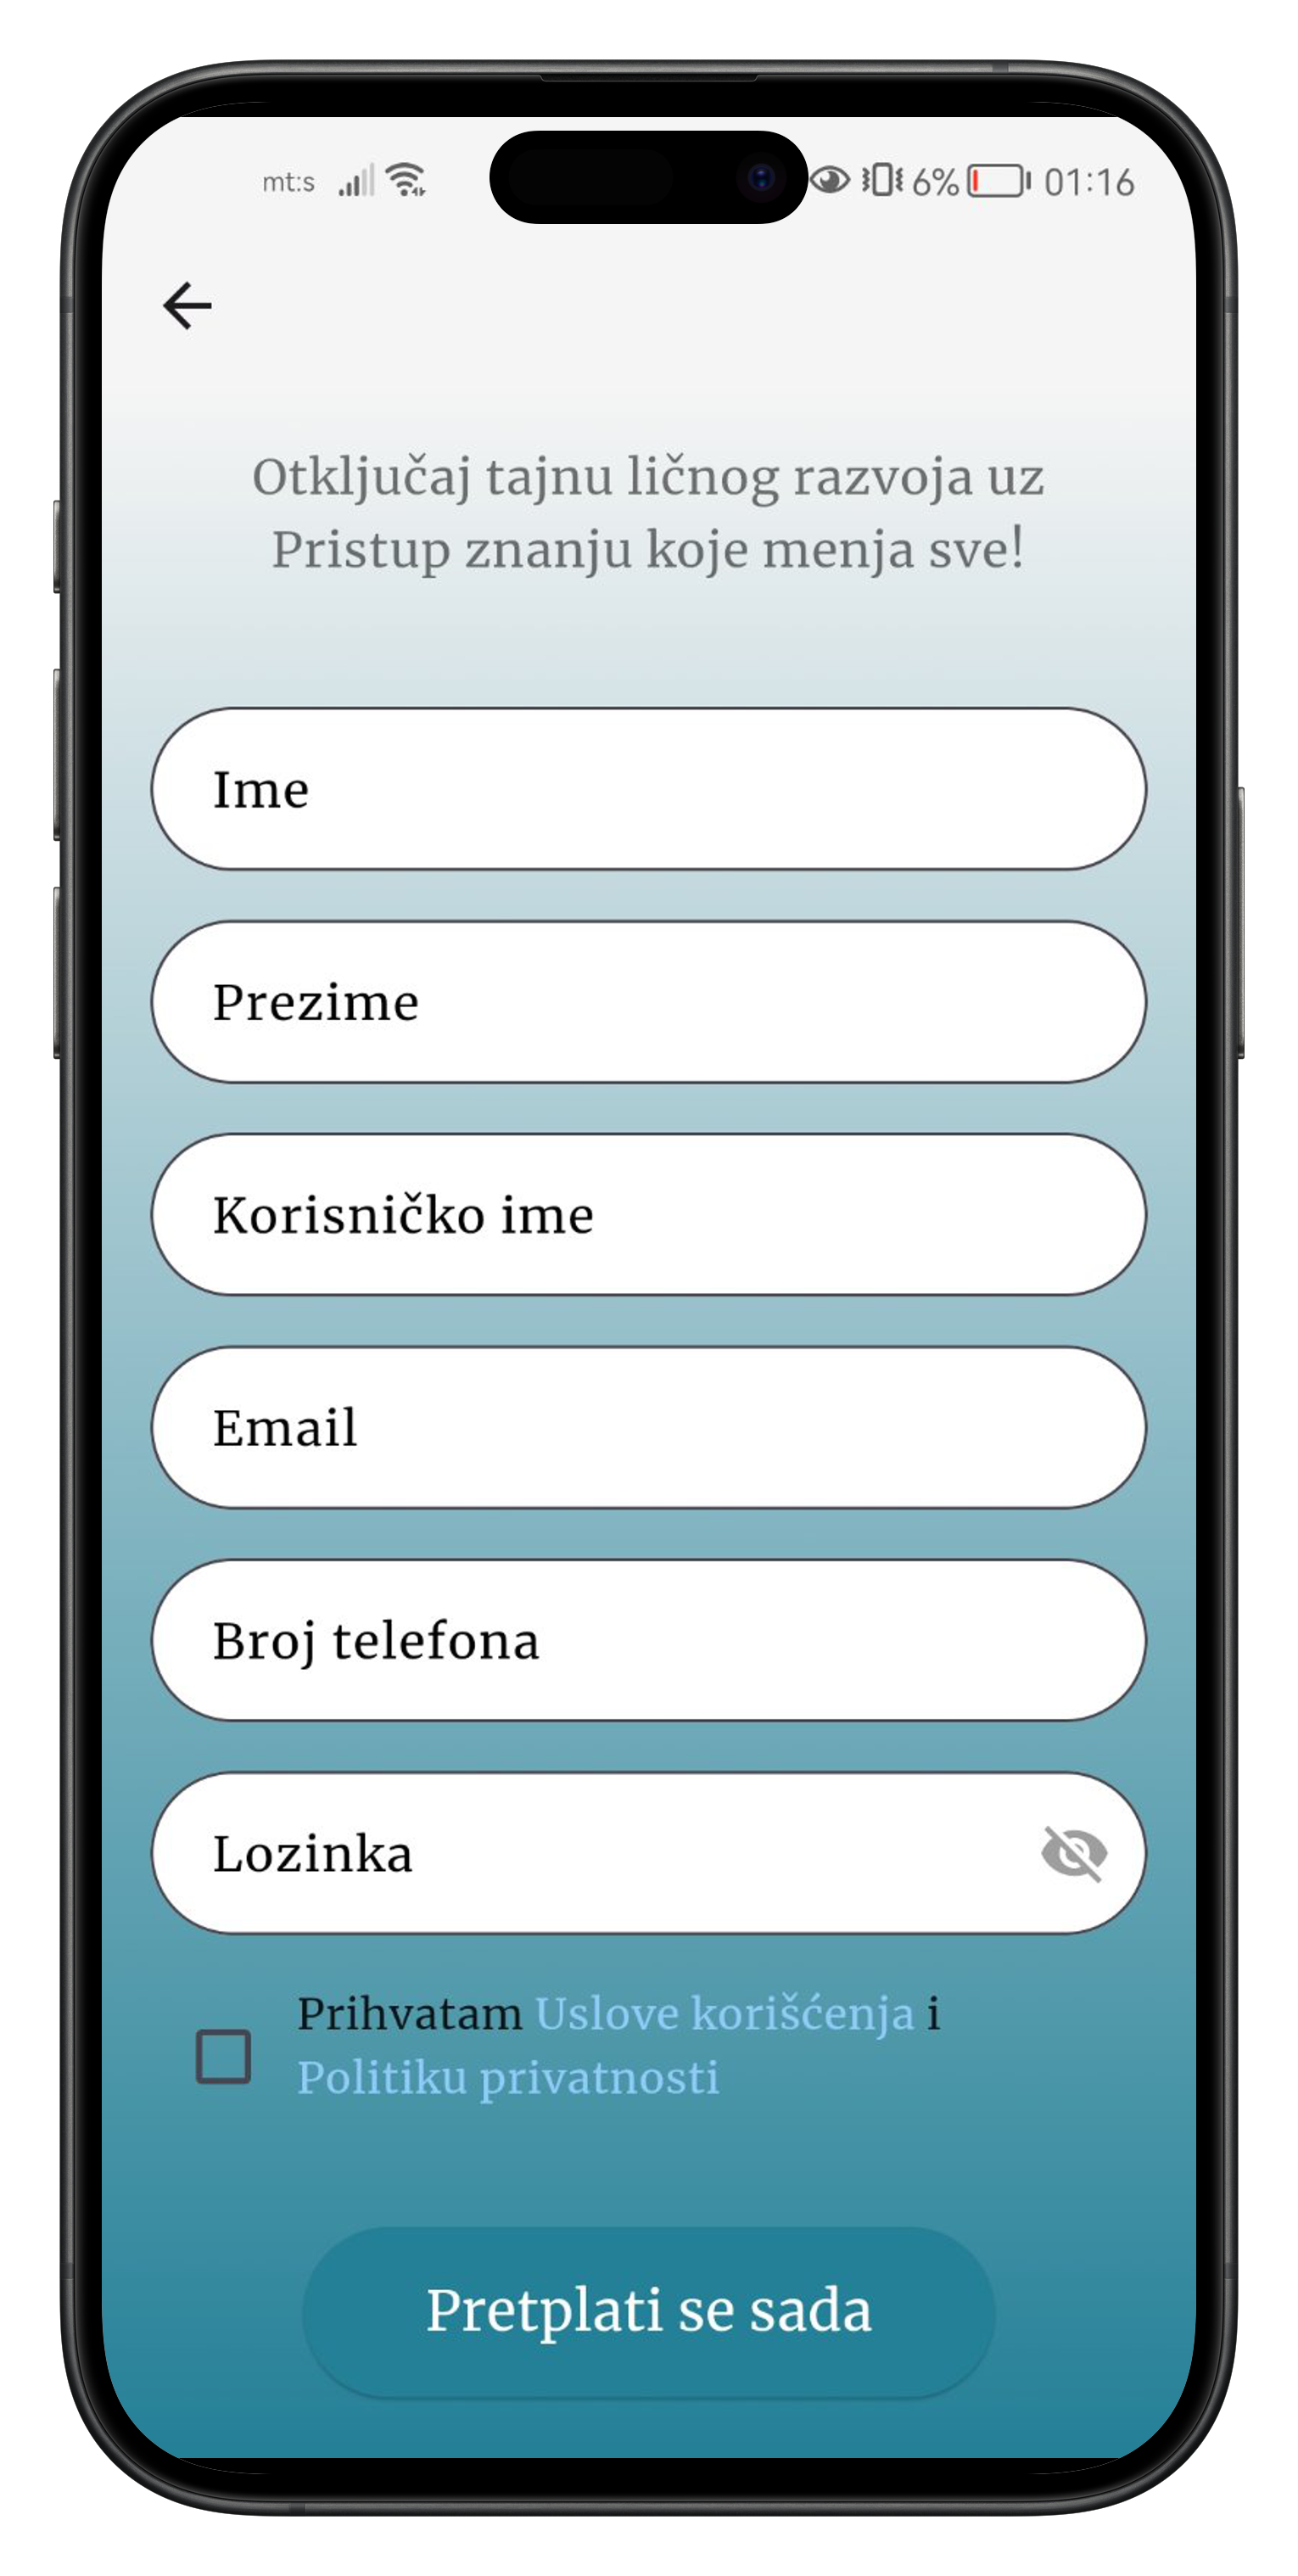 mt:s 6% 01:16
Otključaj tajnu ličnog razvoja uz
Pristup znanju koje menja sve!
Ime
Prezime
Korisničko ime
Email
Broj telefona
Lozinka
Prihvatam Uslove korišćenja i
Politiku privatnosti
Pretplati se sada